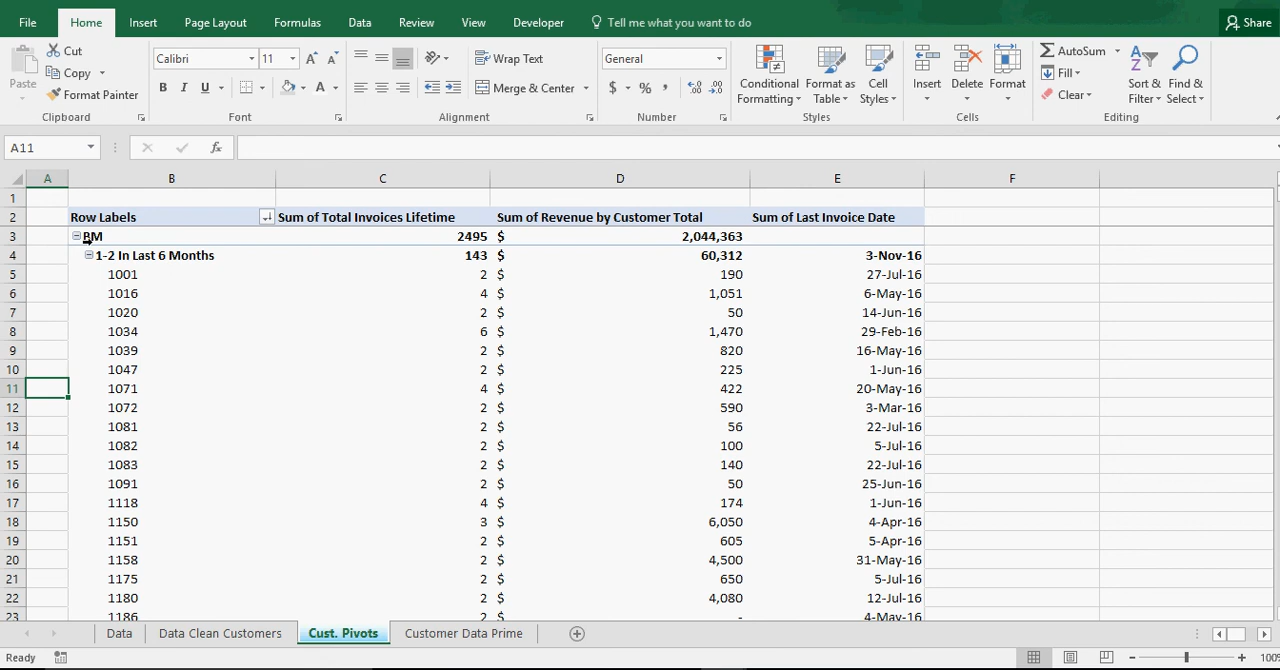 File Home Insert Page Layout Formulas Data Review View Developer Tell me what you want to do Share
Paste Cut Copy Format Painter Clipboard
Calibri 11 A A B I U A Font
Wrap Text Merge & Center Alignment
General $ % , Number
Conditional Formatting Format as Table Cell Styles Styles
Insert Delete Format Cells
AutoSum Fill Clear Sort & Filter Find & Select Editing
A11 fx
A B C D E F
1
2 Row Labels Sum of Total Invoices Lifetime Sum of Revenue by Customer Total Sum of Last Invoice Date
3 BM 2495 $ 2,044,363
4 1-2 In Last 6 Months 143 $ 60,312 3-Nov-16
5 1001 2 $ 190 27-Jul-16
6 1016 4 $ 1,051 6-May-16
7 1020 2 $ 50 14-Jun-16
8 1034 6 $ 1,470 29-Feb-16
9 1039 2 $ 820 16-May-16
10 1047 2 $ 225 1-Jun-16
11 1071 4 $ 422 20-May-16
12 1072 2 $ 590 3-Mar-16
13 1081 2 $ 56 22-Jul-16
14 1082 2 $ 100 5-Jul-16
15 1083 2 $ 140 22-Jul-16
16 1091 2 $ 50 25-Jun-16
17 1118 4 $ 174 1-Jun-16
18 1150 3 $ 6,050 4-Apr-16
19 1151 2 $ 605 5-Apr-16
20 1158 2 $ 4,500 31-May-16
21 1175 2 $ 650 5-Jul-16
22 1180 2 $ 4,080 12-Jul-16
23 1186 2 $ - 4-May-16
Data Data Clean Customers Cust. Pivots Customer Data Prime
Ready 100%